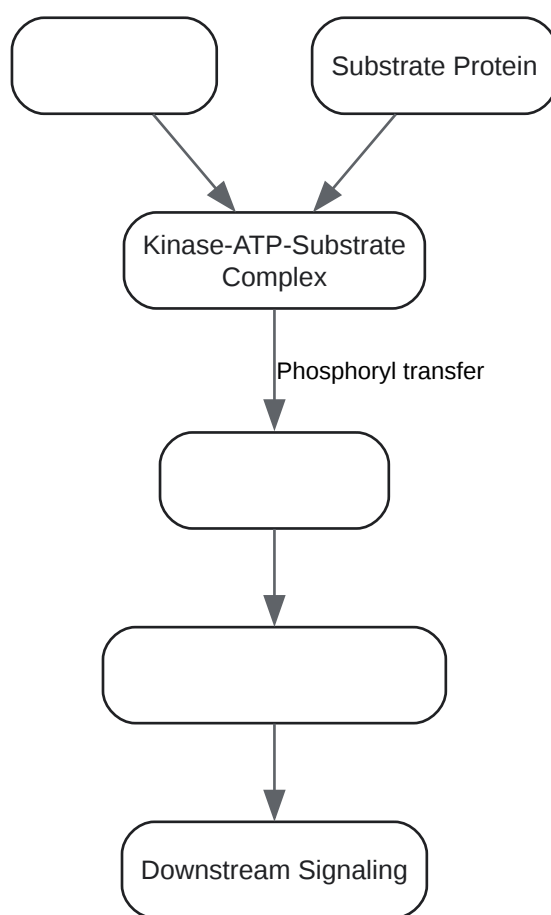 Substrate Protein
Kinase-ATP-Substrate
Complex
Phosphoryl transfer
Downstream Signaling